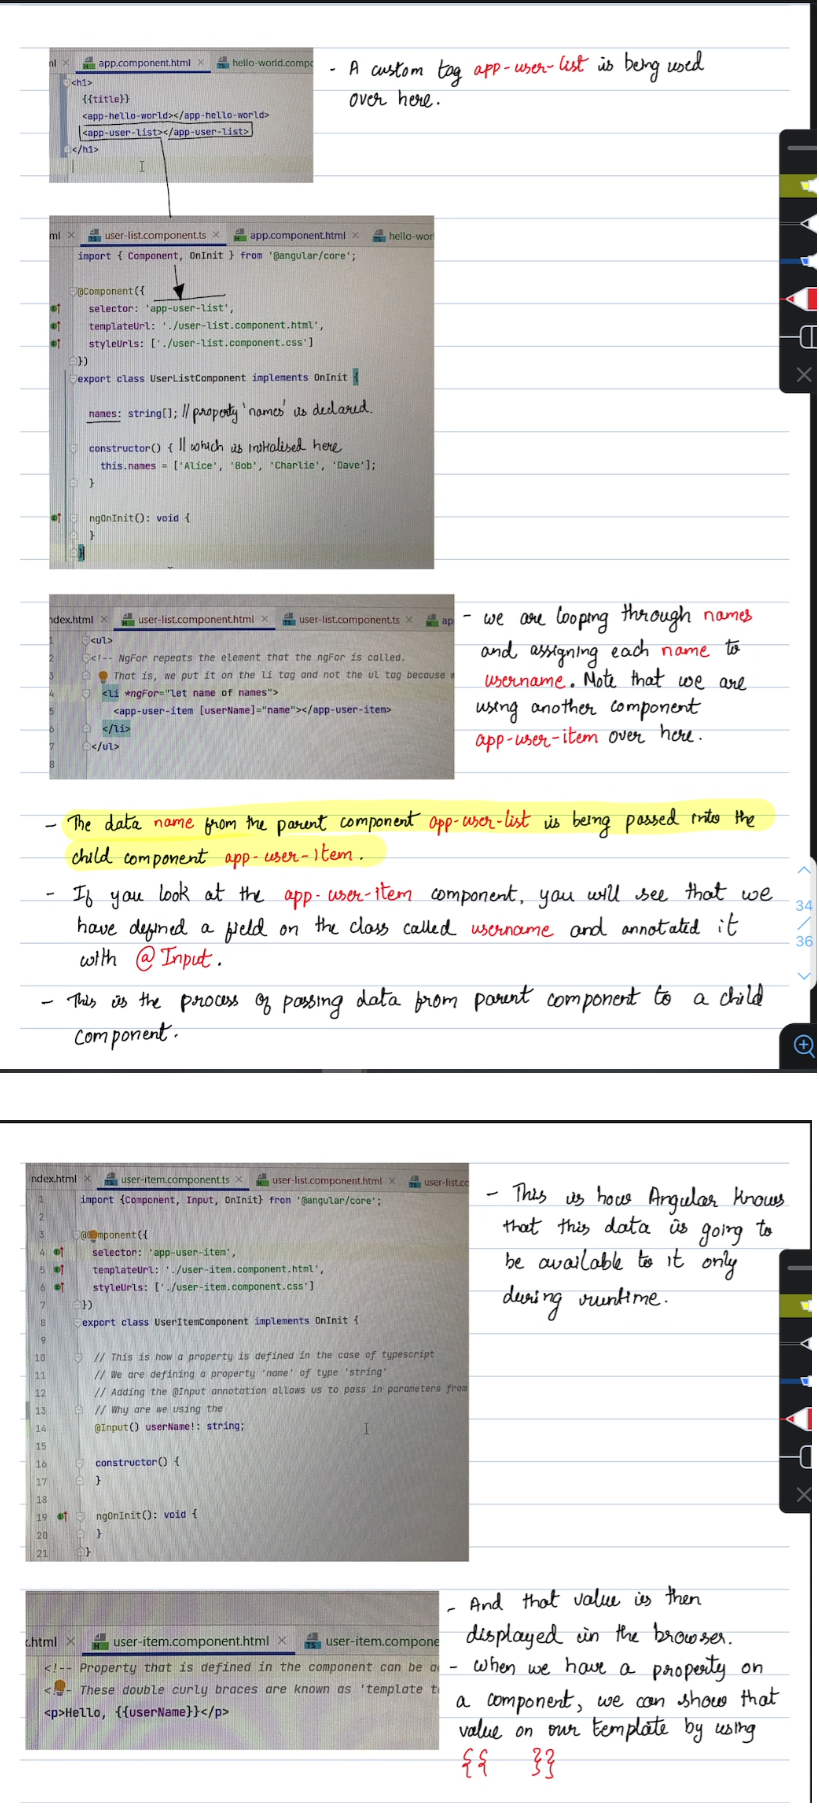 app.component.html
hello-world.comp
<h1>
{{title}}
<app-hello-world></app-hello-world>
<app-user-list></app-user-list>
</h1>
- A custom tag app-user-list is being used
over here.
ml
user-list.component.ts
app.component.html
hello-wor
import { Component, OnInit } from '@angular/core';
@Component({
selector: 'app-user-list',
templateUrl: './user-list.component.html',
styleUrls: ['./user-list.component.css']
})
export class UserListComponent implements OnInit {
names: string[]; // property 'names' is declared.
constructor() { // which is initialised here
this.names = ['Alice', 'Bob', 'Charlie', 'Dave'];
}
ngOnInit(): void {
}
}
ndex.html
user-list.component.html
user-list.component.ts
ap
1 <ul>
2 <!-- NgFor repeats the element that the ngFor is called.
3 That is, we put it on the li tag and not the ul tag because
4 <li *ngFor="let name of names">
5 <app-user-item [userName]="name"></app-user-item>
6 </li>
7 </ul>
8
- we are looping through names
and assigning each name to
username. Note that we are
using another component
app-user-item over here.
- The data name from the parent component app-user-list is being passed into the
child component app-user-item.
- If you look at the app-user-item component, you will see that we
have defined a field on the class called username and annotated it
with @Input.
- This is the process of passing data from parent component to a child
component.
34
/
36
ndex.html
user-item.component.ts
user-list.component.html
user-list.cc
1 import {Component, Input, OnInit} from '@angular/core';
2
3 @Component({
4 selector: 'app-user-item',
5 templateUrl: './user-item.component.html',
6 styleUrls: ['./user-item.component.css']
7 })
8 export class UserItemComponent implements OnInit {
9
10 // This is how a property is defined in the case of typescript
11 // We are defining a property 'name' of type 'string'
12 // Adding the @Input annotation allows us to pass in parameters from
13 // Why are we using the
14 @Input() userName!: string;
15
16 constructor() {
17 }
18
19 ngOnInit(): void {
20 }
21 }
- This is how Angular knows
that this data is going to
be available to it only
during runtime.
.html
user-item.component.html
user-item.compone
<!-- Property that is defined in the component can be a
<!-- These double curly braces are known as 'template t
<p>Hello, {{userName}}</p>
- And that value is then
displayed in the browser.
- When we have a property on
a component, we can show that
value on our template by using
{{ }}